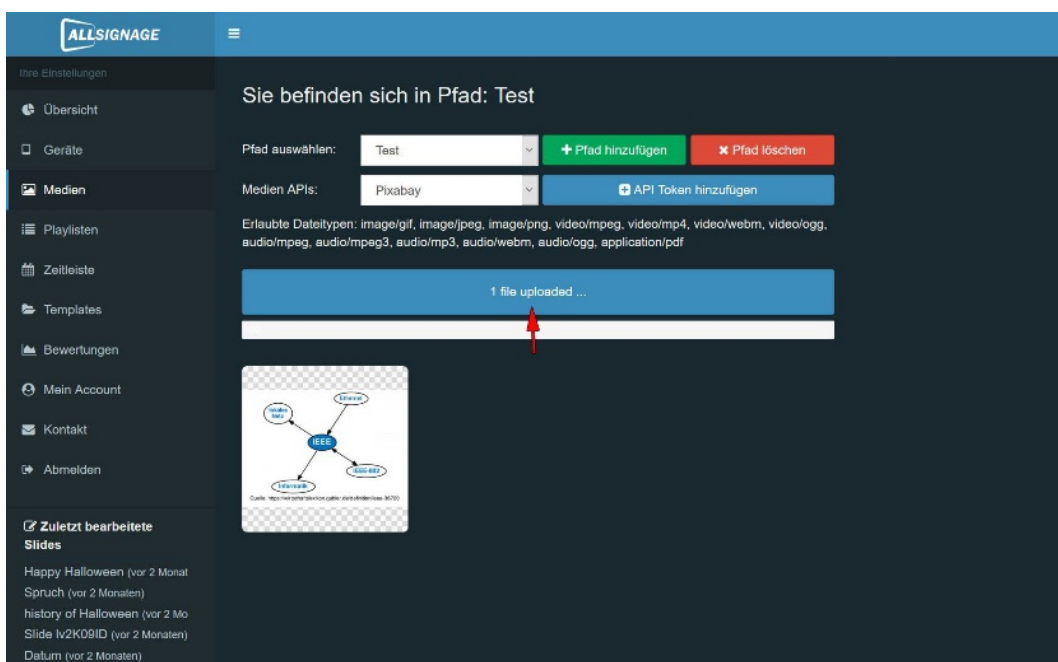 ALLSIGNAGE
Ihre Einstellungen
Übersicht
Geräte
Medien
Playlisten
Zeitleiste
Templates
Bewertungen
Mein Account
Kontakt
Abmelden
Zuletzt bearbeitete
Slides
Happy Halloween (vor 2 Monat
Spruch (vor 2 Monaten)
history of Halloween (vor 2 Mo
Slide Iv2K09ID (vor 2 Monaten)
Datum (vor 2 Monaten)
Sie befinden sich in Pfad: Test
Pfad auswählen: Test Pfad hinzufügen Pfad löschen
Medien APIs: Pixabay API Token hinzufügen
Erlaubte Dateitypen: image/gif, image/jpeg, image/png, video/mpeg, video/mp4, video/webm, video/ogg,
audio/mpeg, audio/mpeg3, audio/mp3, audio/webm, audio/ogg, application/pdf
1 file uploaded ...
Ethernet
lokales
Netz
IEEE
IEEE-802
Informatik
Quelle: